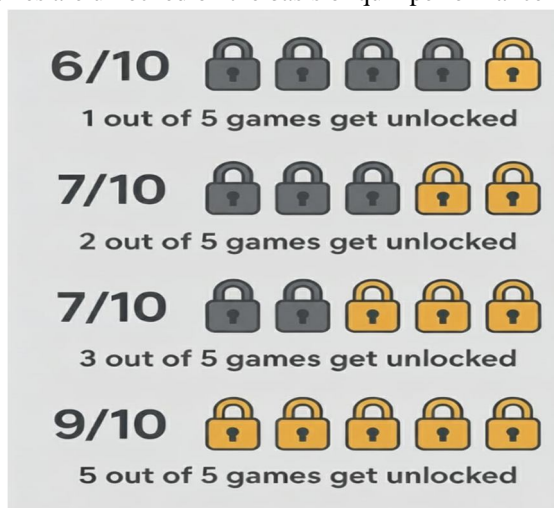 6/10
1 out of 5 games get unlocked
7/10
2 out of 5 games get unlocked
7/10
3 out of 5 games get unlocked
9/10
5 out of 5 games get unlocked